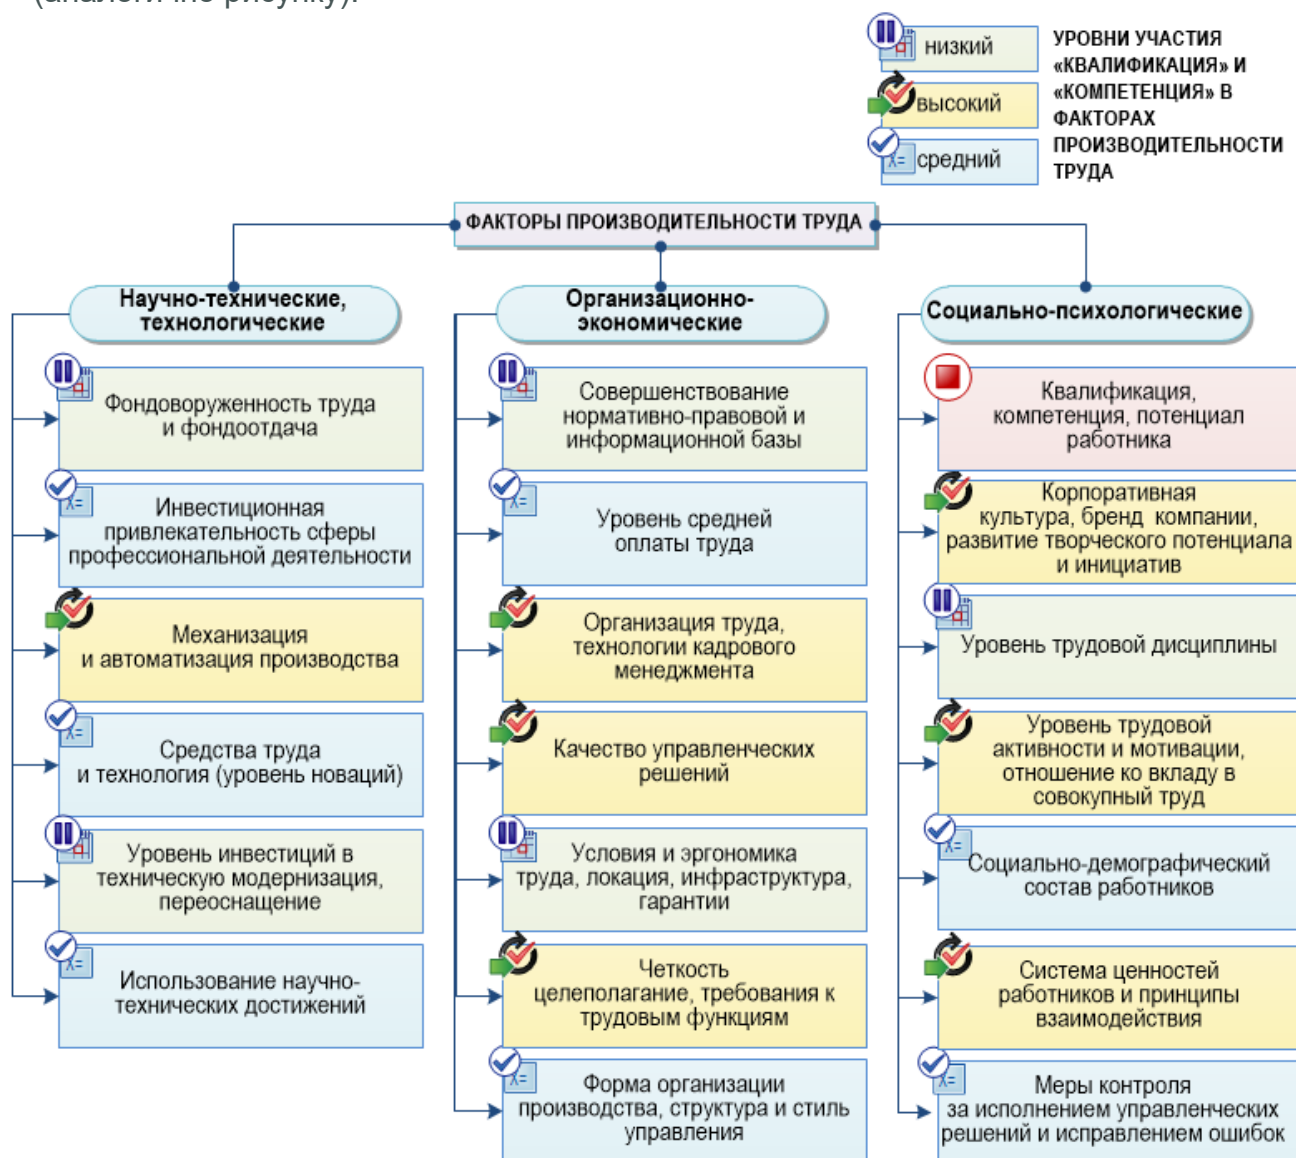 (аналогично рисунку).
низкий
высокий
средний
УРОВНИ УЧАСТИЯ
«КВАЛИФИКАЦИЯ» И
«КОМПЕТЕНЦИЯ» В
ФАКТОРАХ
ПРОИЗВОДИТЕЛЬНОСТИ
ТРУДА
ФАКТОРЫ ПРОИЗВОДИТЕЛЬНОСТИ ТРУДА
Научно-технические,
технологические
Фондовооруженность труда
и фондоотдача
Инвестиционная
привлекательность сферы
профессиональной деятельности
Механизация
и автоматизация производства
Средства труда
и технология (уровень новаций)
Уровень инвестиций в
техническую модернизация,
переоснащение
Использование научно-
технических достижений
Организационно-
экономические
Совершенствование
нормативно-правовой и
информационной базы
Уровень средней
оплаты труда
Организация труда,
технологии кадрового
менеджмента
Качество управленческих
решений
Условия и эргономика
труда, локация, инфраструктура,
гарантии
Четкость
целеполагание, требования к
трудовым функциям
Форма организации
производства, структура и стиль
управления
Социально-психологические
Квалификация,
компетенция, потенциал
работника
Корпоративная
культура, бренд компании,
развитие творческого потенциала
и инициатив
Уровень трудовой дисциплины
Уровень трудовой
активности и мотивации,
отношение ко вкладу в
совокупный труд
Социально-демографический
состав работников
Система ценностей
работников и принципы
взаимодействия
Меры контроля
за исполнением управленческих
решений и исправлением ошибок